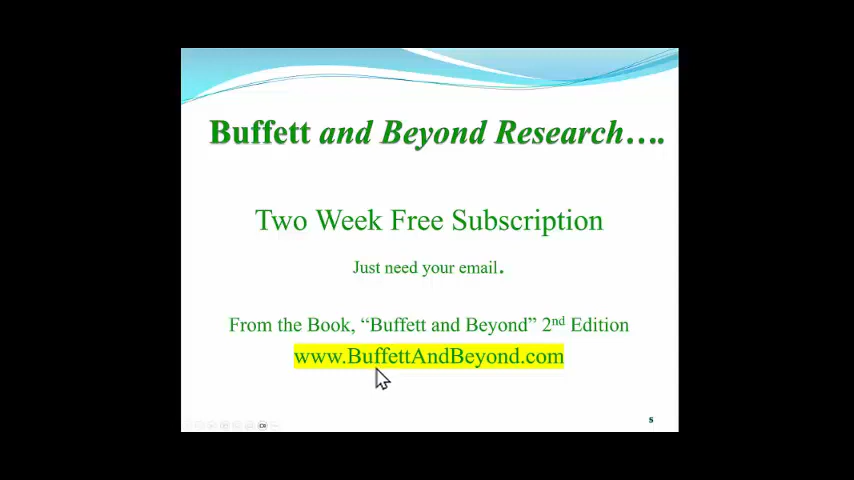 Buffett and Beyond Research….
Two Week Free Subscription
Just need your email.
From the Book, “Buffett and Beyond” 2nd Edition
www.BuffettAndBeyond.com
s